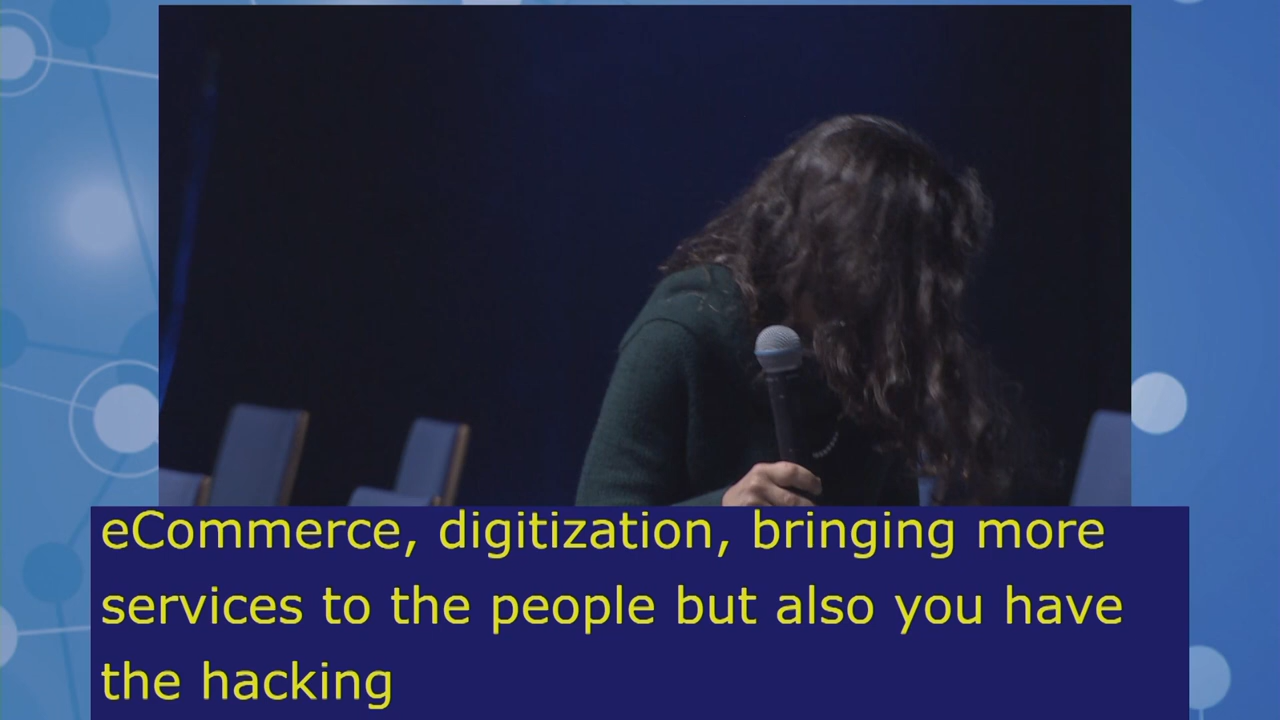 eCommerce, digitization, bringing more
services to the people but also you have
the hacking